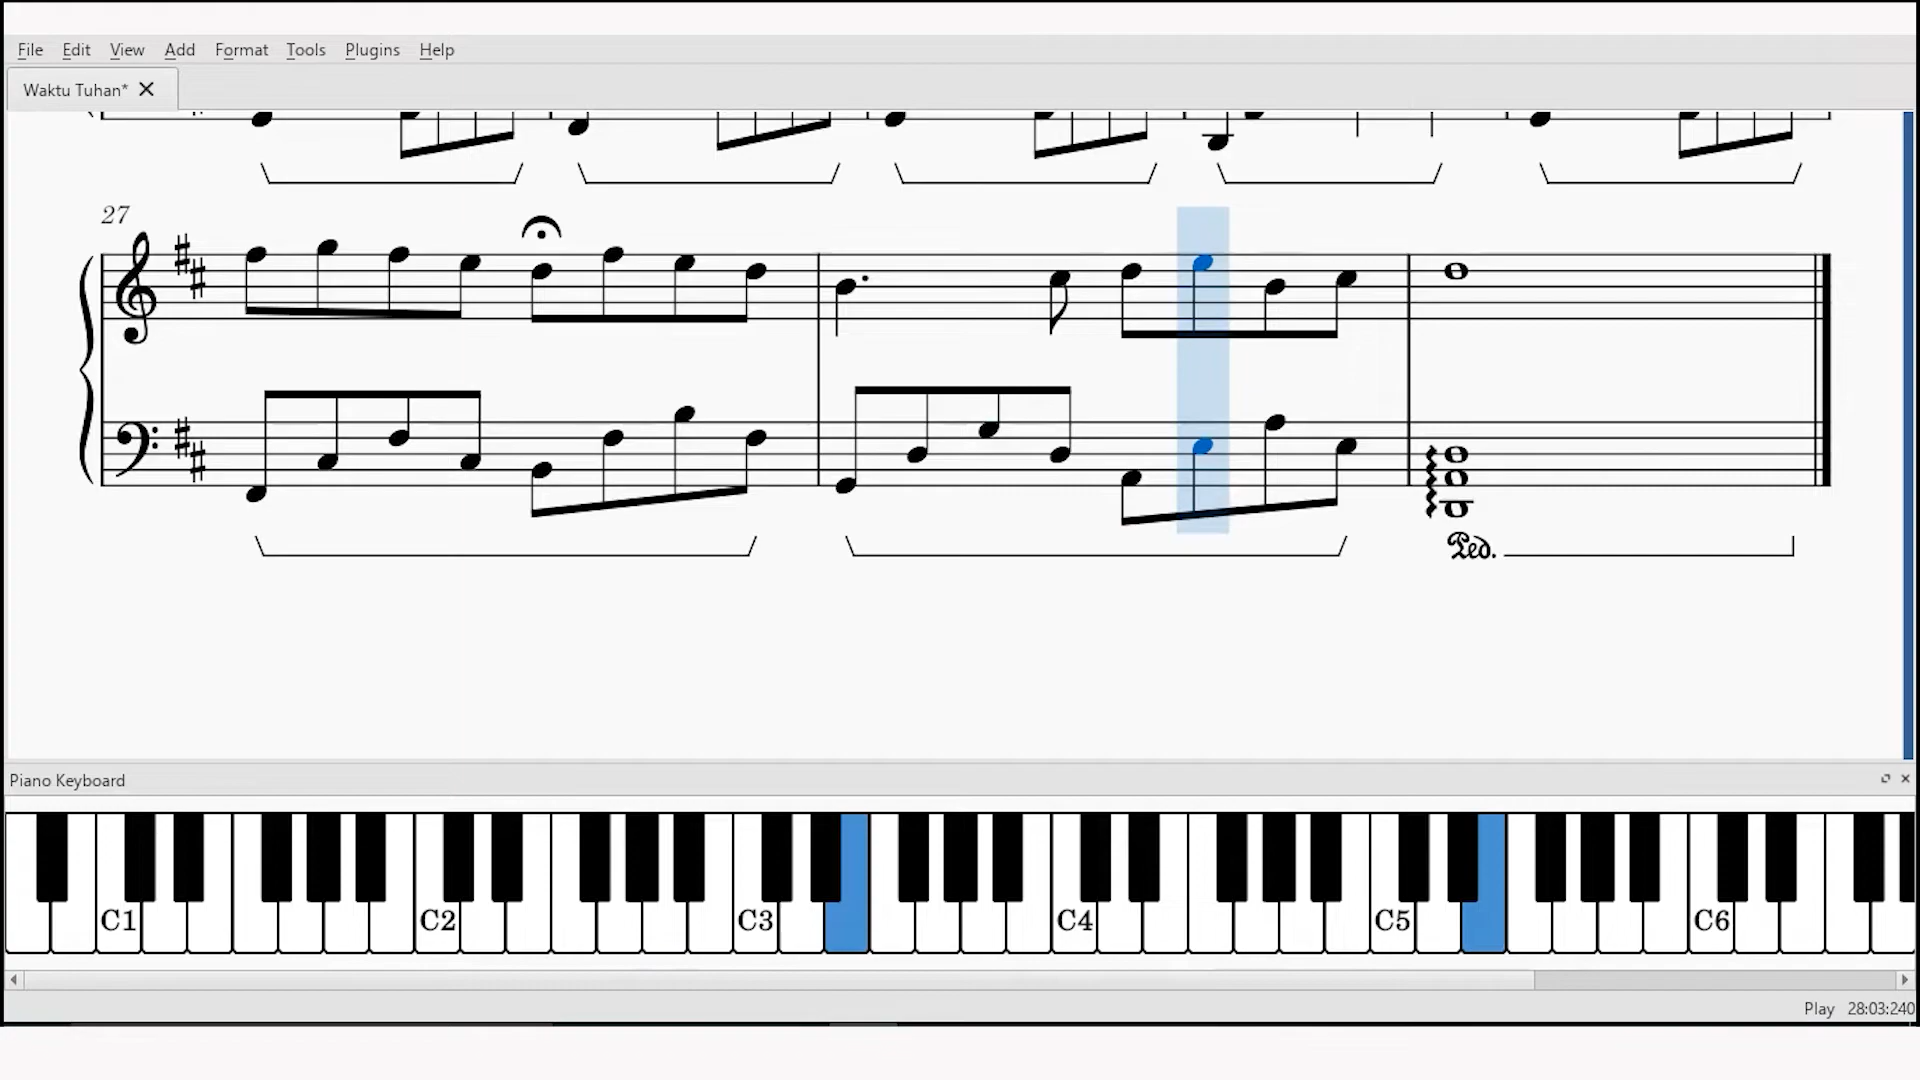 File Edit View Add Format Tools Plugins Help
Waktu Tuhan*
27
Ped.
Piano Keyboard
C1 C2 C3 C4 C5 C6
Play 28:03:240